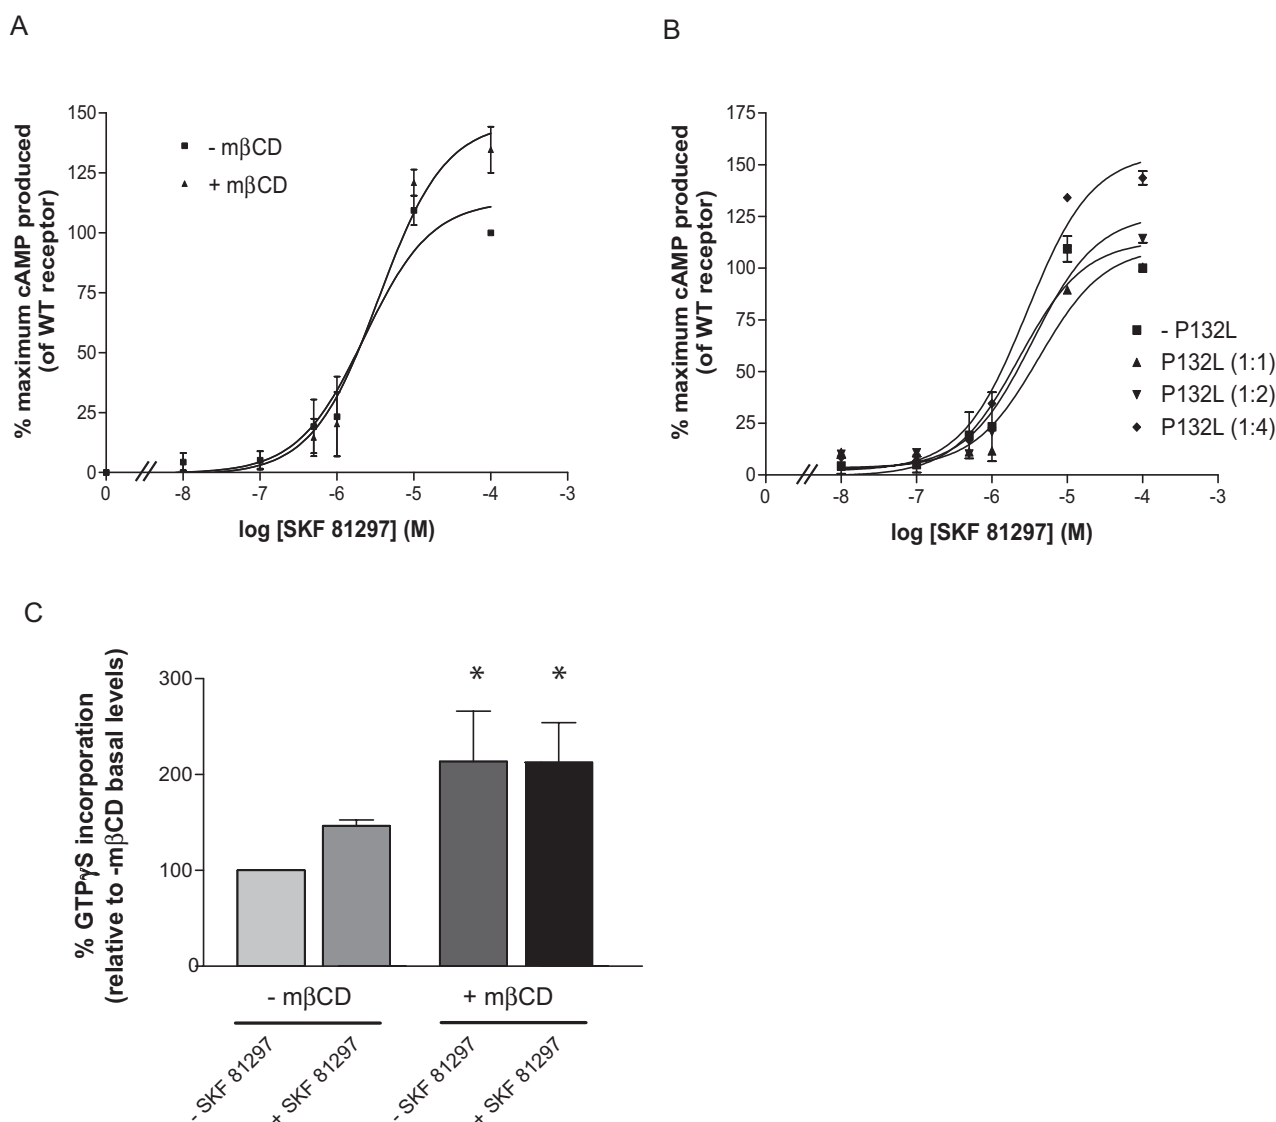 A
B
% maximum cAMP produced
(of WT receptor)
150
125
100
75
50
25
0
- mβCD
+ mβCD
0
-8
-7
-6
-5
-4
-3
log [SKF 81297] (M)
% maximum cAMP produced
(of WT receptor)
175
150
125
100
75
50
25
0
- P132L
P132L (1:1)
P132L (1:2)
P132L (1:4)
0
-8
-7
-6
-5
-4
-3
log [SKF 81297] (M)
C
% GTPγS incorporation
(relative to -mβCD basal levels)
300
200
100
0
*
*
- mβCD
+ mβCD
- SKF 81297
+ SKF 81297
- SKF 81297
+ SKF 81297